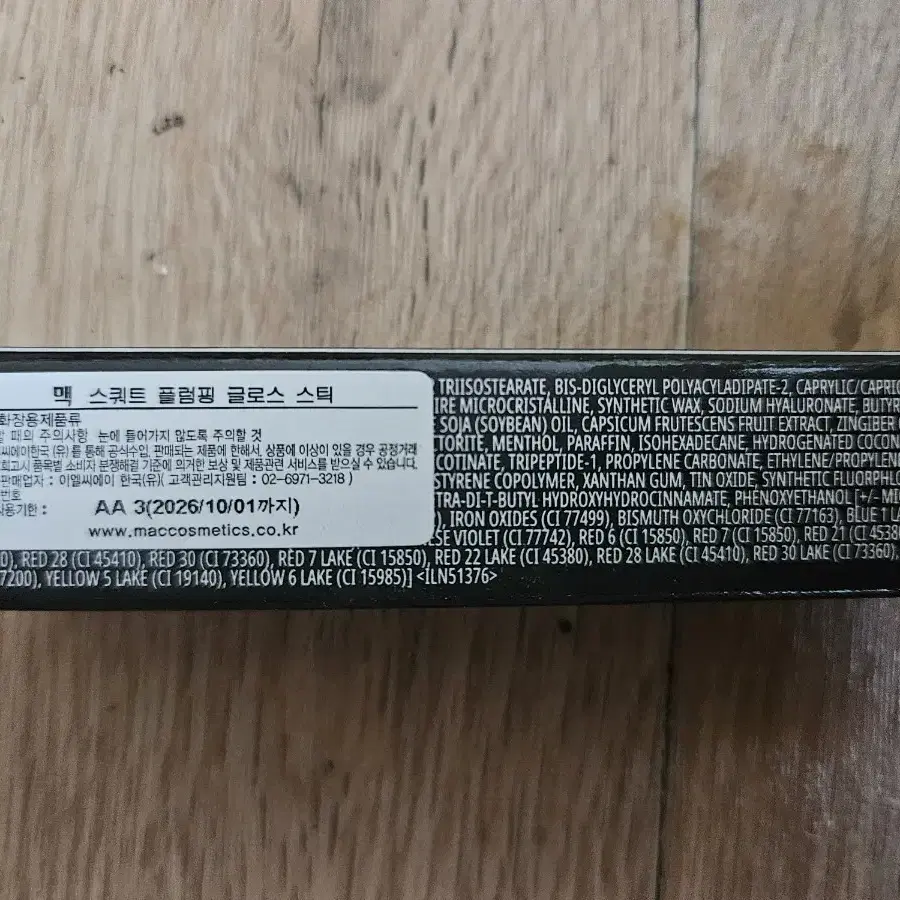 맥 스쿼트 플럼핑 글로스 스틱
화장용제품류
할 때의 주의사항 눈에 들어가지 않도록 주의할 것
씨에이한국 (유) 를 통해 공식수입, 판매되는 제품에 한해서, 상품에 이상이 있을 경우 공정거래
회고시 품목별 소비자 분쟁해결 기준에 의거한 보상 및 제품관련 서비스를 받으실 수 있습니다.
판매업자 : 이엘씨에이 한국(유)( 고객관리지원팀 : 02-6971-3218 )
번호
사용기한 : AA 3(2026/10/01까지)
www.maccosmetics.co.kr
TRIISOSTEARATE, BIS-DIGLYCERYL POLYACYLADIPATE-2, CAPRYLIC/CAPRIC
IRE MICROCRISTALLINE, SYNTHETIC WAX, SODIUM HYALURONATE, BUTYR
SOJA (SOYBEAN) OIL, CAPSICUM FRUTESCENS FRUIT EXTRACT, ZINGIBER
TTORITE, MENTHOL, PARAFFIN, ISOHEXADECANE, HYDROGENATED COCON
COTINATE, TRIPEPTIDE-1, PROPYLENE CARBONATE, ETHYLENE/PROPYLEN
STYRENE COPOLYMER, XANTHAN GUM, TIN OXIDE, SYNTHETIC FLUORPHLO
TRA-DI-T-BUTYL HYDROXYHYDROCINNAMATE, PHENOXYETHANOL [+/- MI
), IRON OXIDES (CI 77499), BISMUTH OXYCHLORIDE (CI 77163), BLUE 1 LA
SE VIOLET (CI 77742), RED 6 (CI 15850), RED 7 (CI 15850), RED 21 (CI 45380
0), RED 28 (CI 45410), RED 30 (CI 73360), RED 7 LAKE (CI 15850), RED 22 LAKE (CI 45380), RED 28 LAKE (CI 45410), RED 30 LAKE (CI 73360),
7200), YELLOW 5 LAKE (CI 19140), YELLOW 6 LAKE (CI 15985)] <ILN51376>